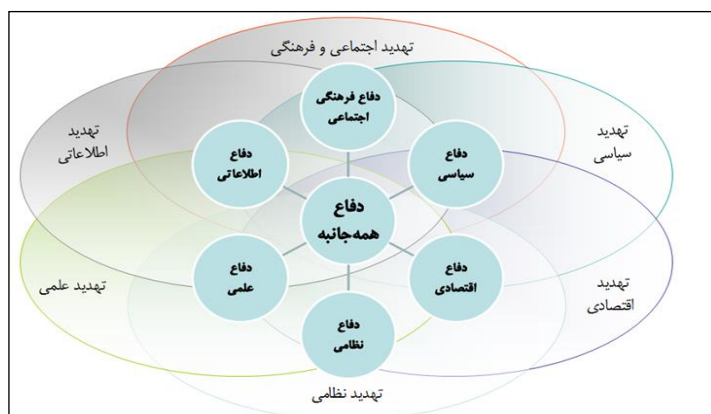 تهدید اجتماعی و فرهنگی
دفاع فرهنگی
اجتماعی
تهدید
سیاسی
تهدید
اطلاعاتی
دفاع
سیاسی
دفاع
اطلاعاتی
دفاع
همه‌جانبه
دفاع
اقتصادی
دفاع
علمی
تهدید
اقتصادی
تهدید علمی
دفاع
نظامی
تهدید نظامی